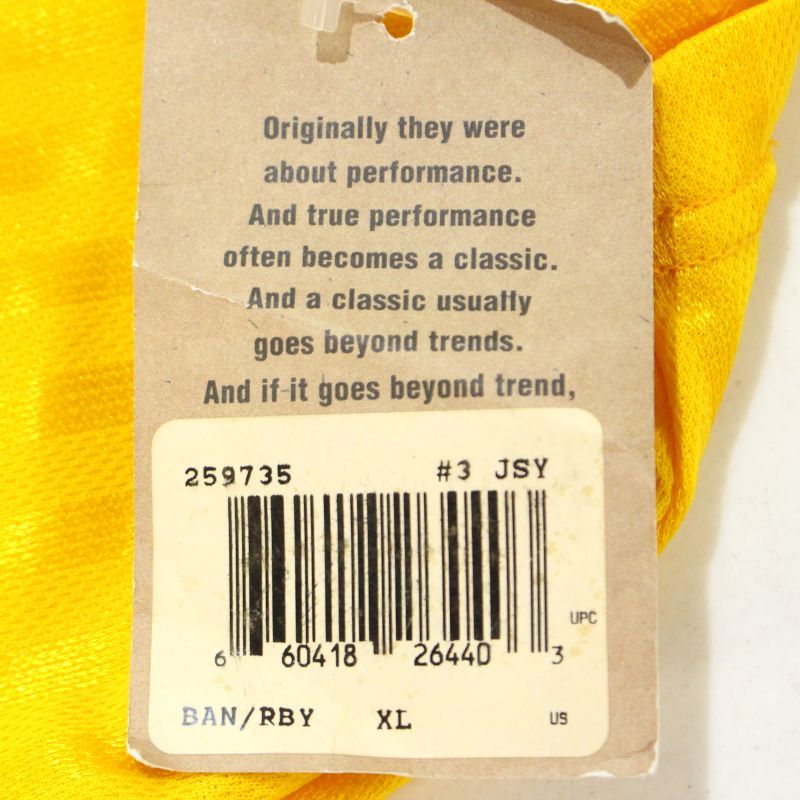 Originally they were
about performance.
And true performance
often becomes a classic.
And a classic usually
goes beyond trends.
And if it goes beyond trend,
259735 #3 JSY
UPC
6 60418 26440 3
BAN/RBY XL US